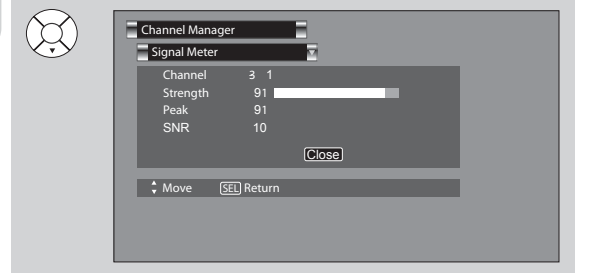 Channel Manager
Signal Meter
Channel 3 1
Strength 91
Peak 91
SNR 10
Close
Move SEL Return